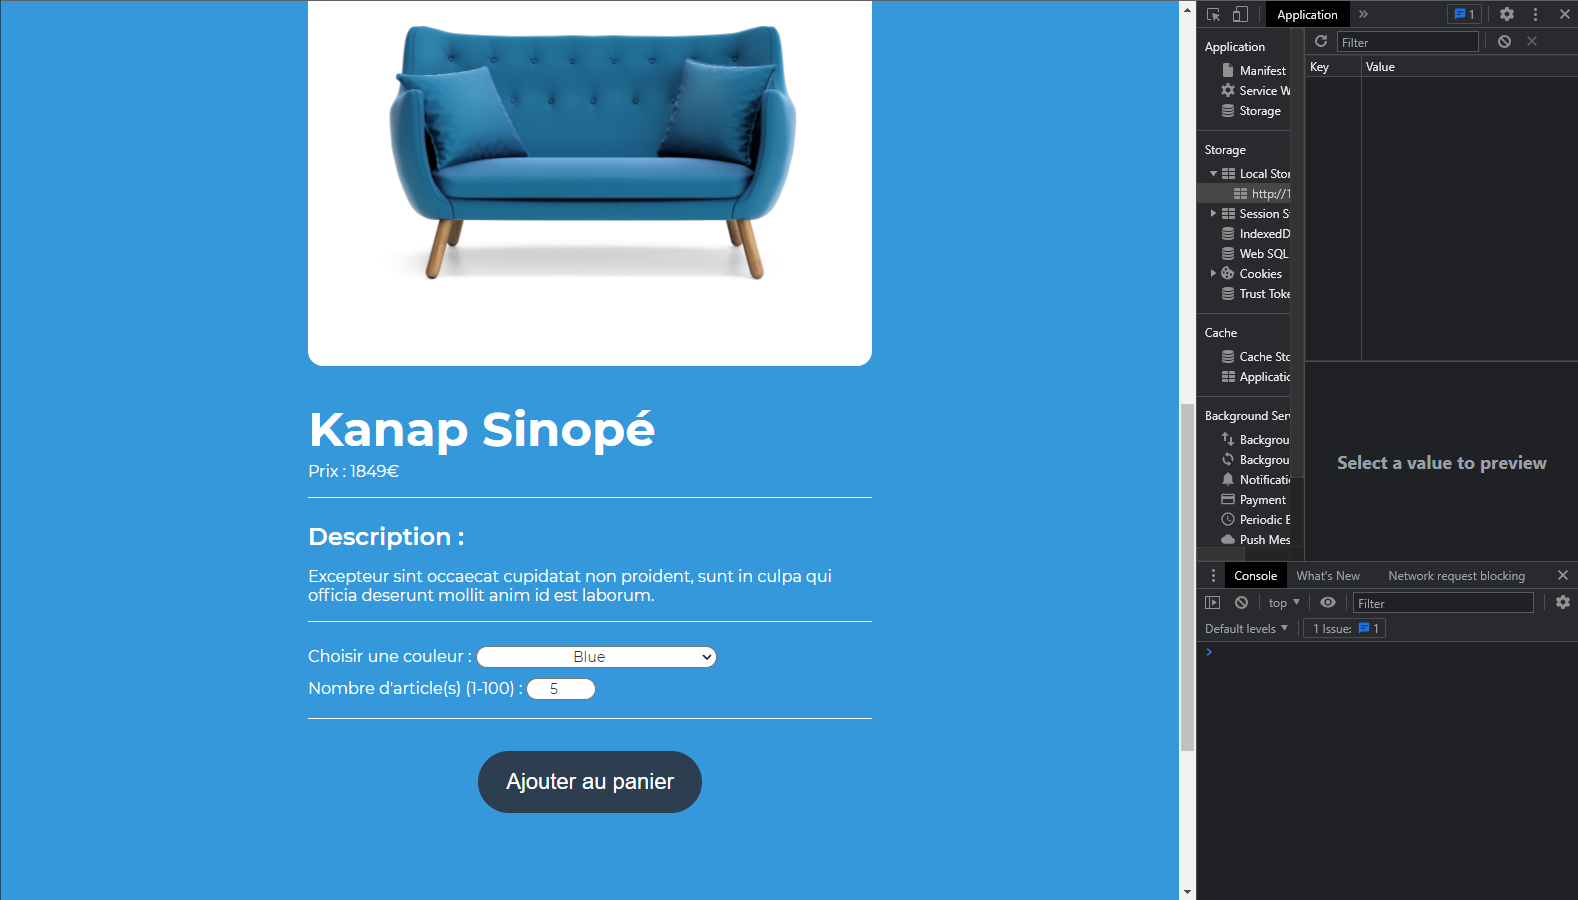 Kanap Sinopé
Prix : 1849€
Description :
Excepteur sint occaecat cupidatat non proident, sunt in culpa qui
officia deserunt mollit anim id est laborum.
Choisir une couleur : Blue
Nombre d'article(s) (1-100) : 5
Ajouter au panier
Application
1
Application
Manifest
Service W
Storage
Storage
Local Stor
http://1
Session S
IndexedD
Web SQL
Cookies
Trust Toke
Cache
Cache Sto
Applicatio
Background Ser
Backgrou
Backgrou
Notificati
Payment
Periodic B
Push Mes
Filter
Key Value
Select a value to preview
Console What's New Network request blocking
top Filter
Default levels 1 Issue: 1